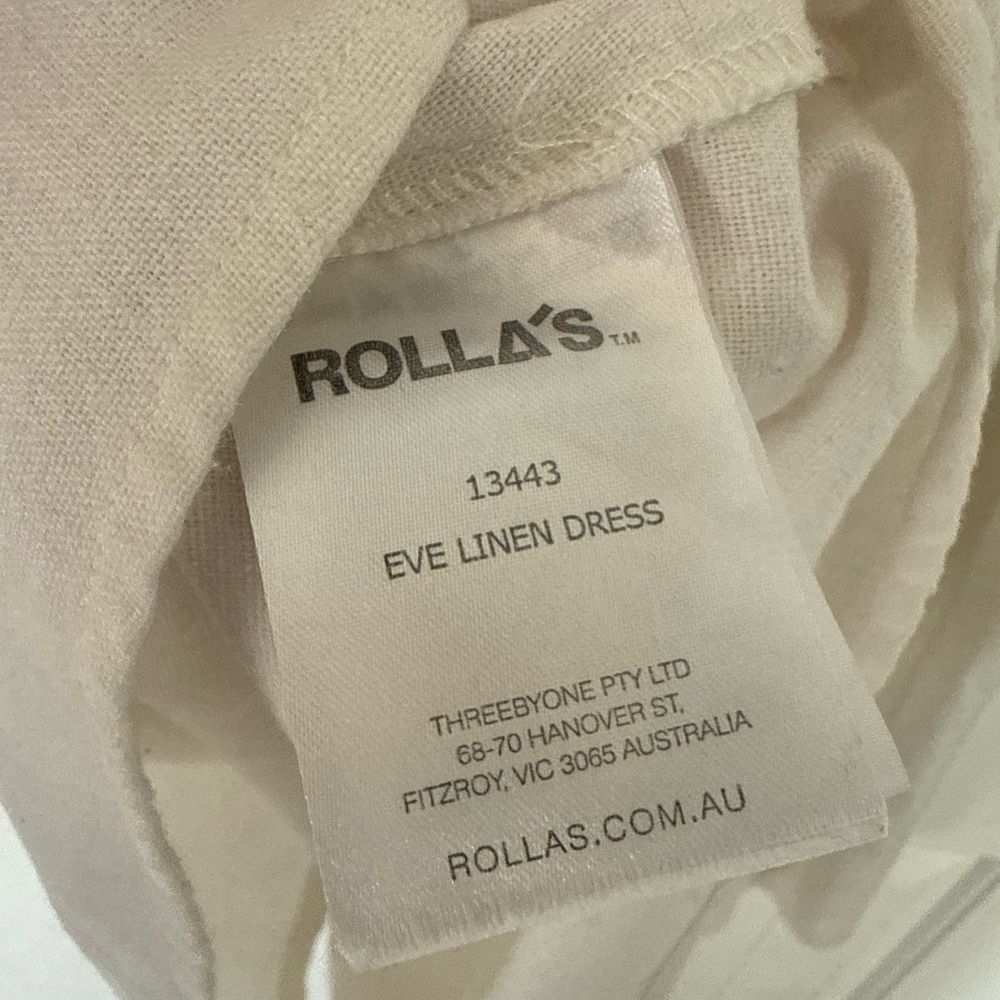 ROLLA'S T.M
13443
EVE LINEN DRESS
THREEBYONE PTY LTD
68-70 HANOVER ST,
FITZROY, VIC 3065 AUSTRALIA
ROLLAS.COM.AU